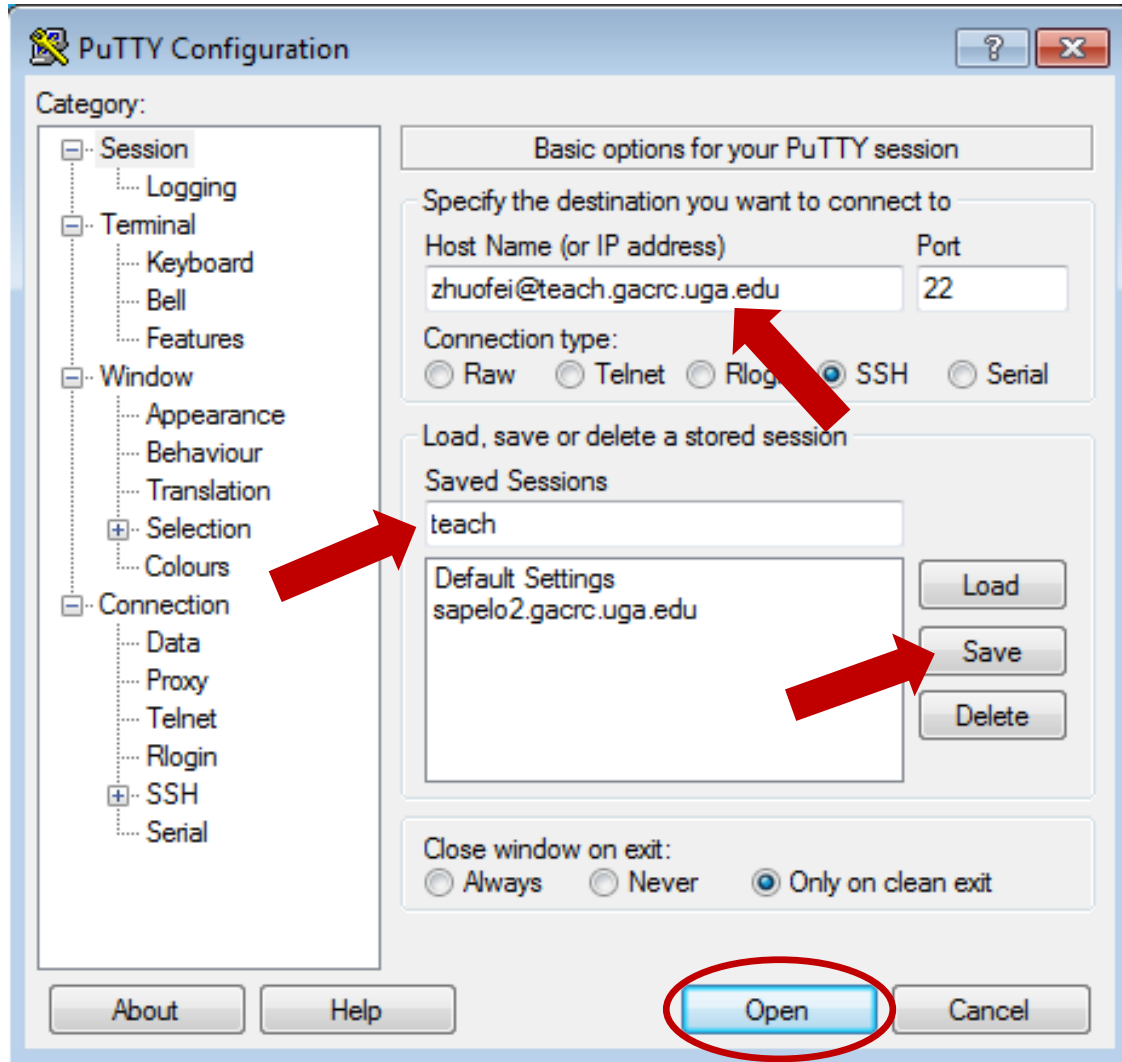 PuTTY Configuration
?
Category:
Session
Logging
Terminal
Keyboard
Bell
Features
Window
Appearance
Behaviour
Translation
Selection
Colours
Connection
Data
Proxy
Telnet
Rlogin
SSH
Serial
Basic options for your PuTTY session
Specify the destination you want to connect to
Host Name (or IP address) Port
zhuofei@teach.gacrc.uga.edu 22
Connection type:
Raw Telnet Rlogin SSH Serial
Load, save or delete a stored session
Saved Sessions
teach
Default Settings
sapelo2.gacrc.uga.edu
Load
Save
Delete
Close window on exit:
Always Never Only on clean exit
About Help Open Cancel